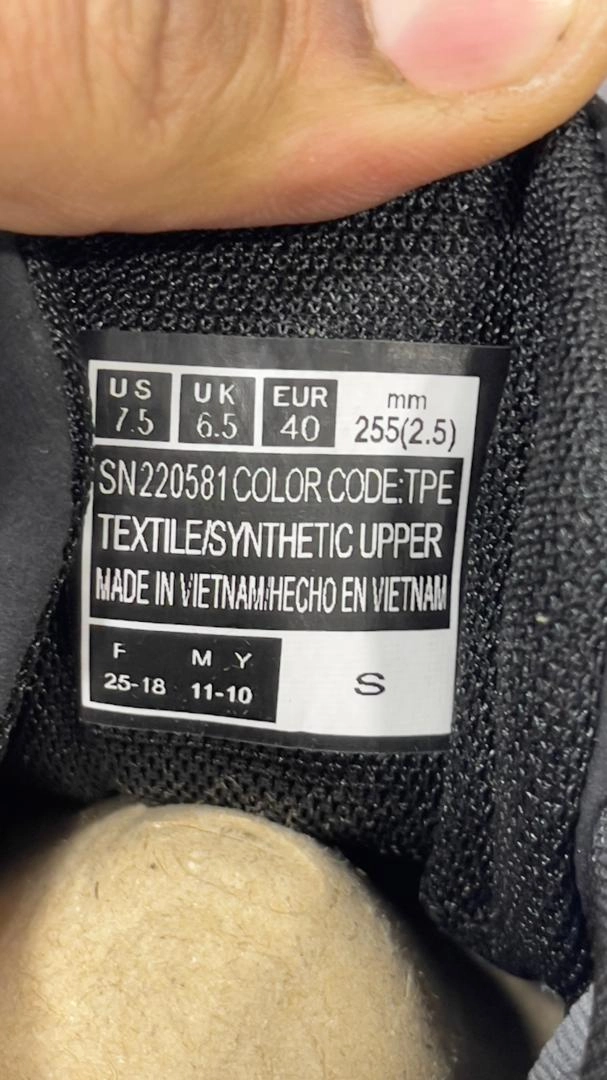 US UK EUR mm
7.5 6.5 40 255(2.5)
SN220581 COLOR CODE:TPE
TEXTILE/SYNTHETIC UPPER
MADE IN VIETNAM/HECHO EN VIETNAM
F M Y
25-18 11-10 S